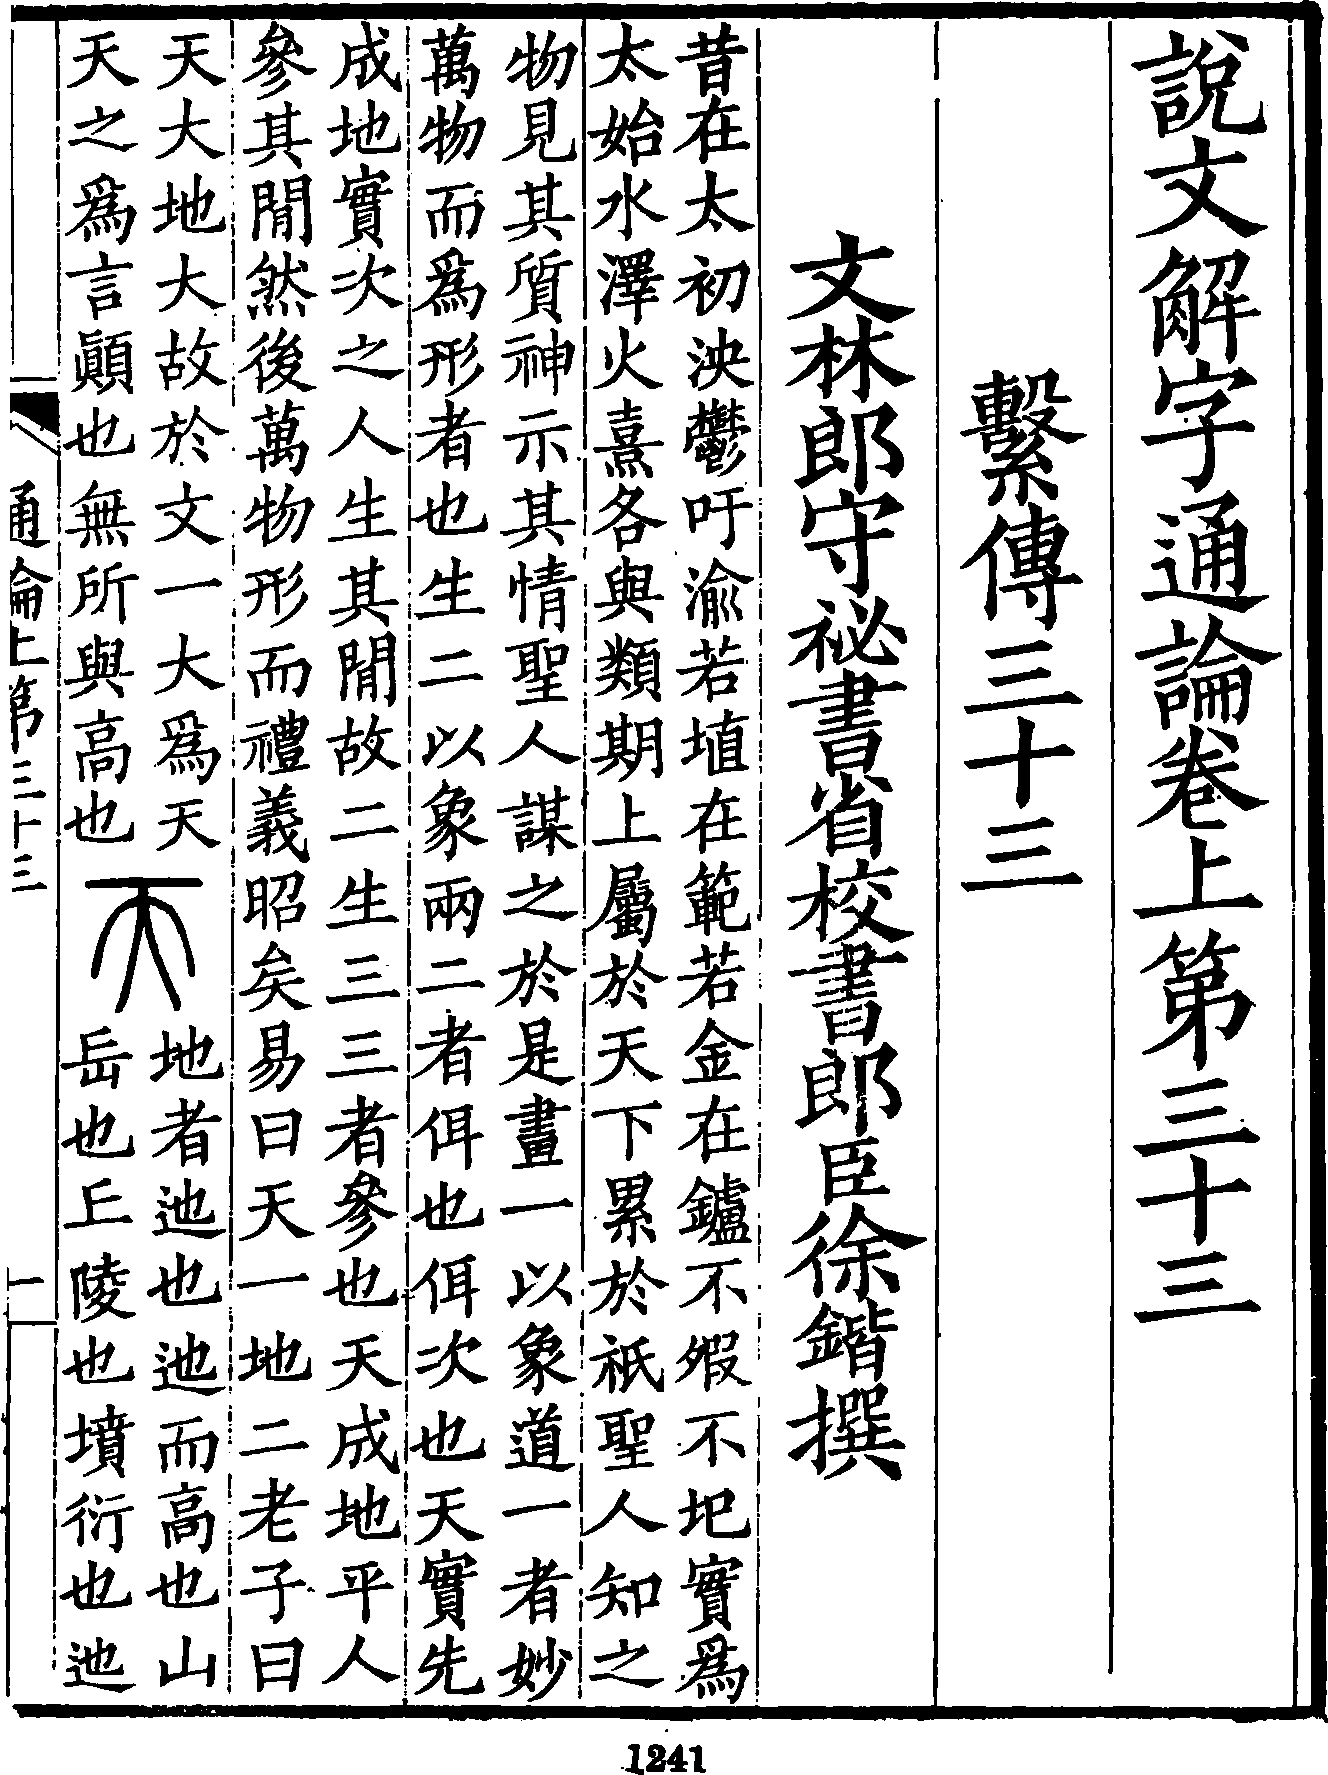 說文解字通論卷上第三十三
繫傳三十三
文林郎守祕書省校書郎臣徐鍇撰
昔在太初泱鬱吁渝若埴在範若金在鑪不不圯實爲
太始水澤火熹各與類期上屬於天下累於祇聖人知之
物見其質神示其情聖人謀之於是畫一以象道一者妙
萬物而爲形者也生二以象兩二者佴也佴次也天實先
成地實次之人生其閒故二生三三者參也天成地平人
參其閒然後萬物形而禮義昭矣易曰天一地二老子曰
天大地大故於文一大爲天
天之爲言顚也無所與高也
天
地者迆也迆而高也山
岳也丘陵也墳衍也迆
通論上第三十三
一
1241